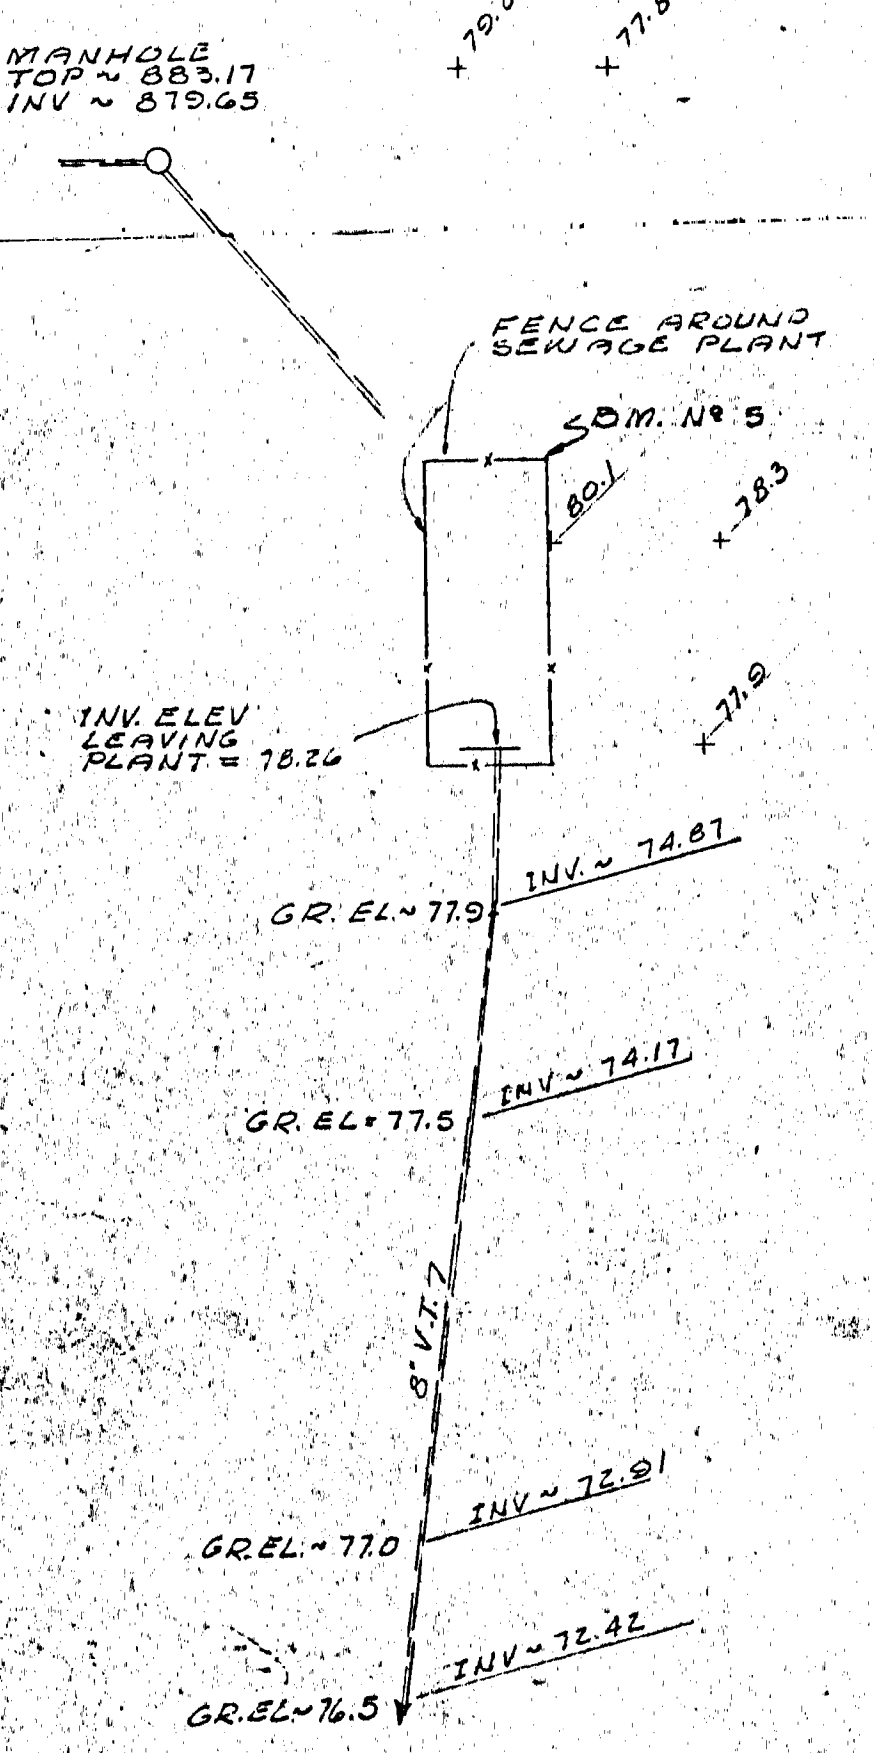 MANHOLE
TOP ~ 883.17
INV ~ 879.65
FENCE AROUND
SEWAGE PLANT
B.M. Nº 5
80.1
78.3
77.9
INV. ELEV
LEAVING
PLANT = 78.26
INV. ~ 74.87
GR. EL. ~ 77.9
INV ~ 74.17
GR. EL = 77.5
8" V.T.
INV ~ 72.91
GR. EL. ~ 77.0
INV ~ 72.42
GR. EL ~ 76.5